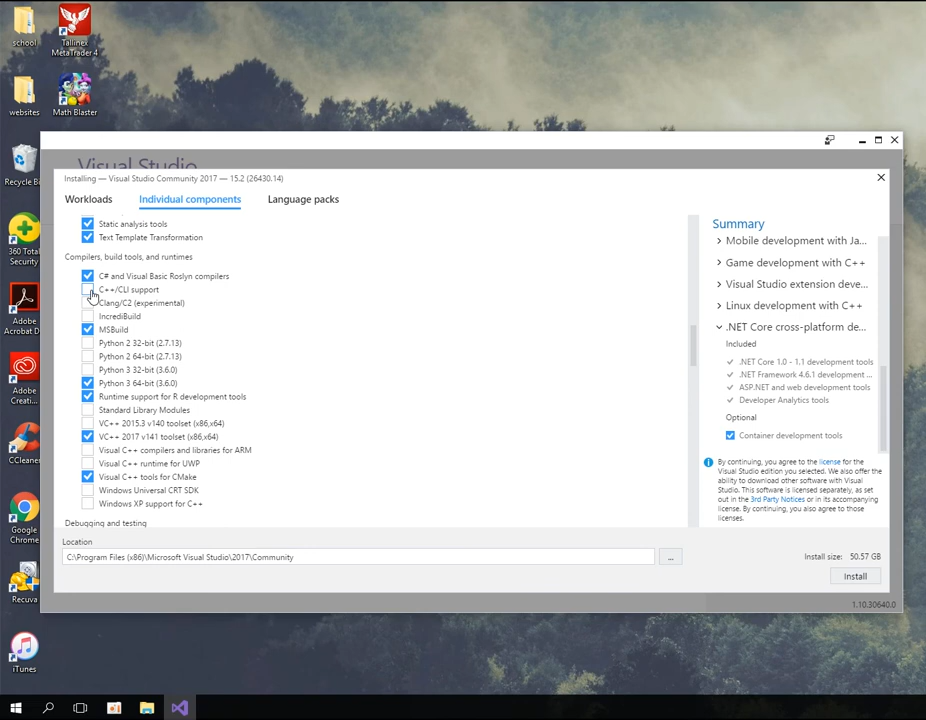 school
Tallinex
MetaTrader 4
websites
Math Blaster
Recycle Bi
360 Total
Security
Adobe
Acrobat D
Adobe
Creati...
CCleaner
Google
Chrome
Recuva
iTunes
Visual Studio
Installing — Visual Studio Community 2017 — 15.2 (26430.14)
Workloads
Individual components
Language packs
Static analysis tools
Text Template Transformation
Compilers, build tools, and runtimes
C# and Visual Basic Roslyn compilers
C++/CLI support
Clang/C2 (experimental)
IncrediBuild
MSBuild
Python 2 32-bit (2.7.13)
Python 2 64-bit (2.7.13)
Python 3 32-bit (3.6.0)
Python 3 64-bit (3.6.0)
Runtime support for R development tools
Standard Library Modules
VC++ 2015.3 v140 toolset (x86,x64)
VC++ 2017 v141 toolset (x86,x64)
Visual C++ compilers and libraries for ARM
Visual C++ runtime for UWP
Visual C++ tools for CMake
Windows Universal CRT SDK
Windows XP support for C++
Debugging and testing
Summary
Mobile development with Ja...
Game development with C++
Visual Studio extension deve...
Linux development with C++
.NET Core cross-platform de...
Included
.NET Core 1.0 - 1.1 development tools
.NET Framework 4.6.1 development ...
ASP.NET and web development tools
Developer Analytics tools
Optional
Container development tools
By continuing, you agree to the license for the
Visual Studio edition you selected. We also offer the
ability to download other software with Visual
Studio. This software is licensed separately, as set
out in the 3rd Party Notices or in its accompanying
license. By continuing, you also agree to those
licenses.
Location
C:\Program Files (x86)\Microsoft Visual Studio\2017\Community
...
Install size: 50.57 GB
Install
1.10.30640.0